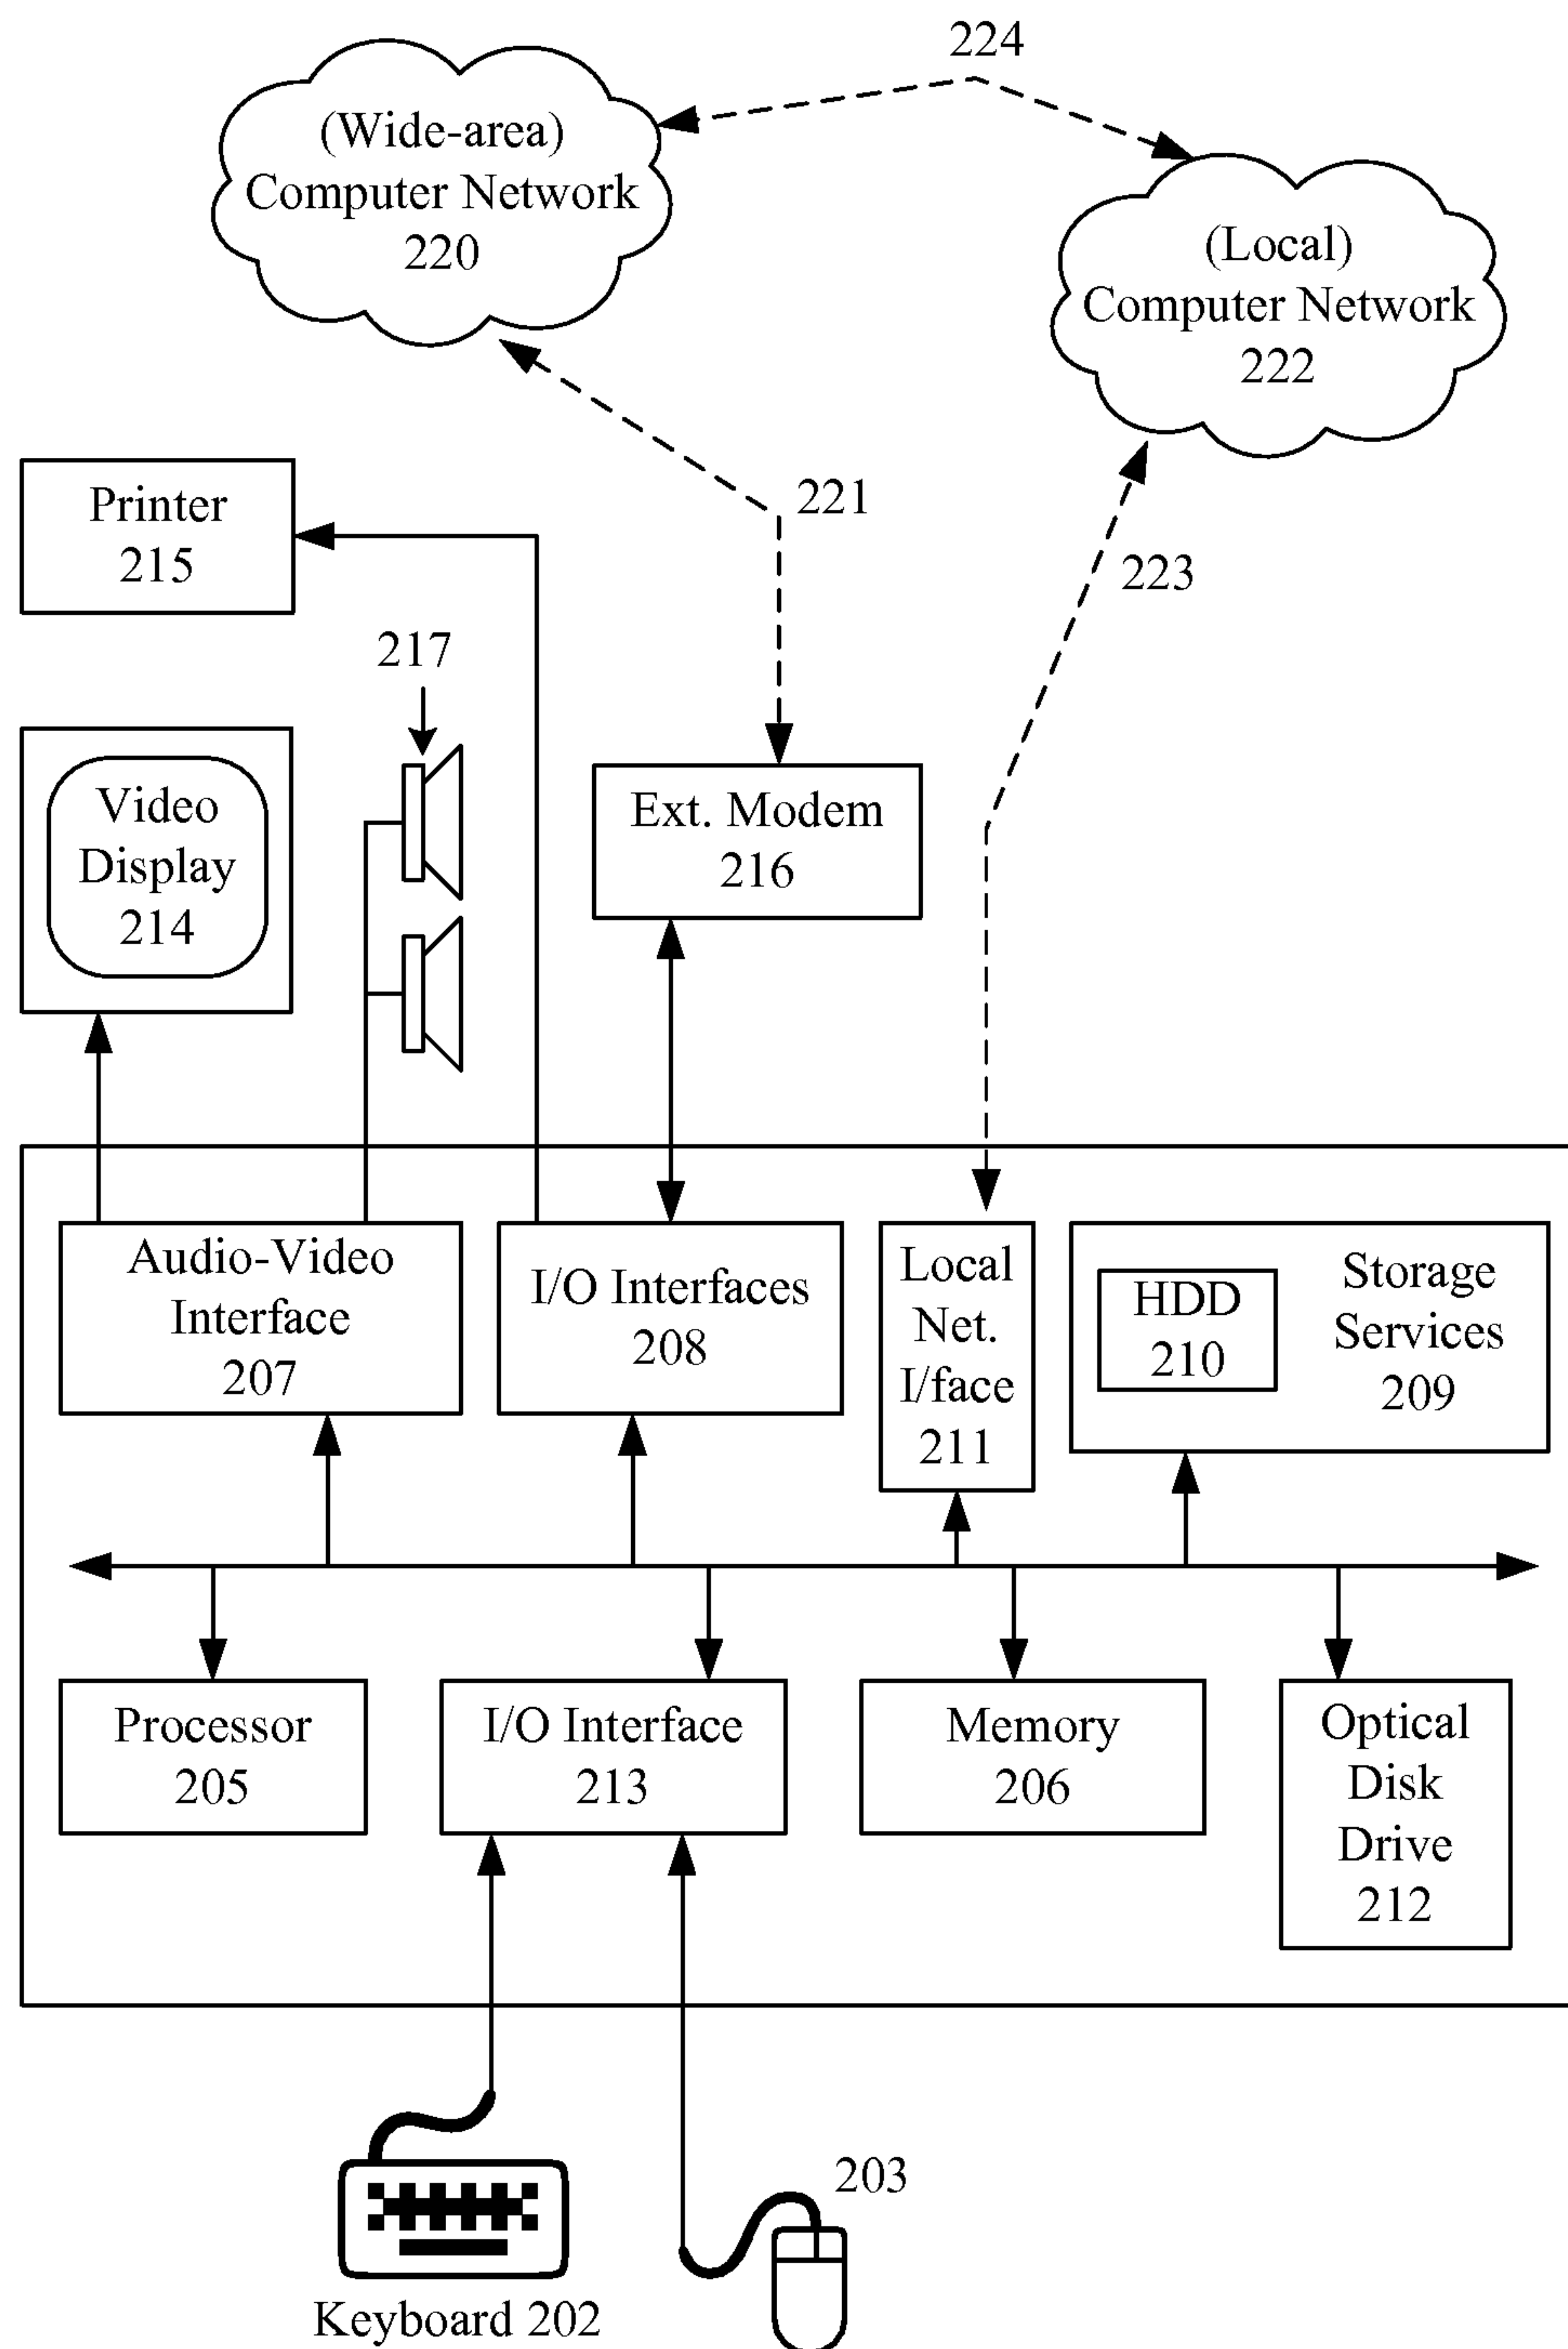 224
(Wide-area)
Computer Network
220
(Local)
Computer Network
222
Printer
215
221
223
217
Video
Display
214
Ext. Modem
216
Audio-Video
Interface
207
I/O Interfaces
208
Local
Net.
I/face
211
HDD
210
Storage
Services
209
Processor
205
I/O Interface
213
Memory
206
Optical
Disk
Drive
212
203
Keyboard 202